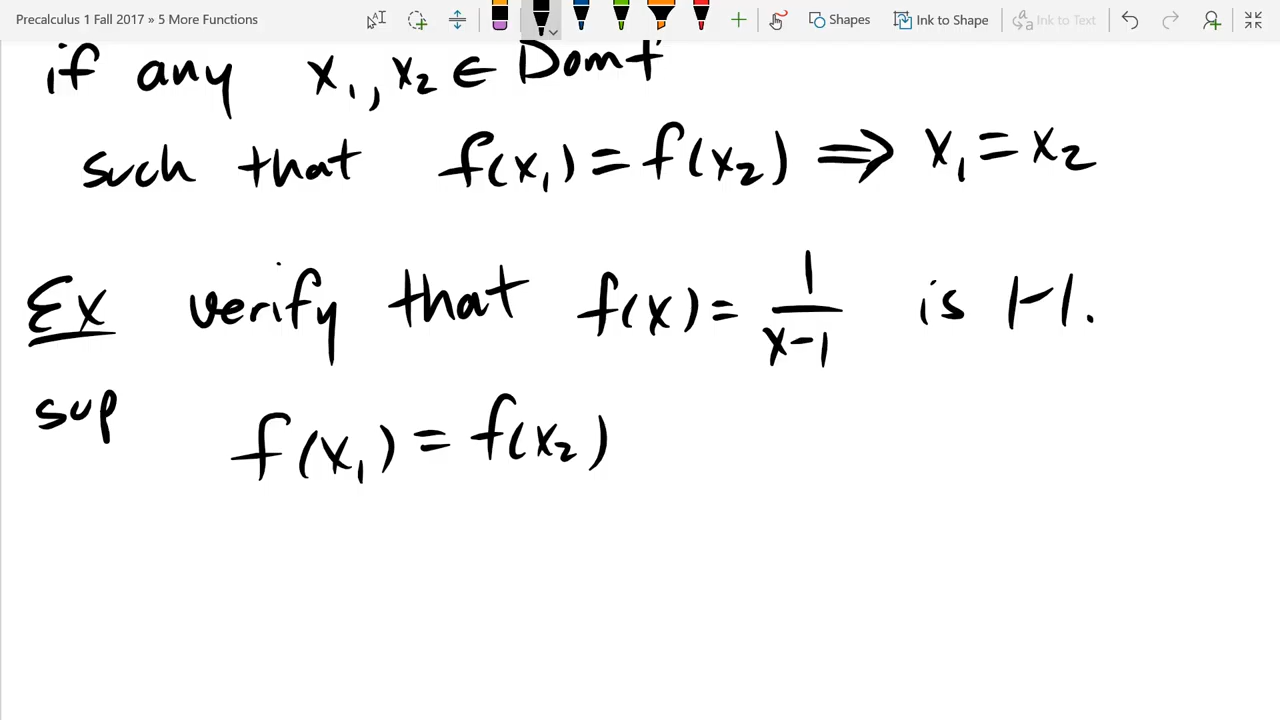 Precalculus 1 Fall 2017 » 5 More Functions Shapes Ink to Shape Ink to Text
if any x₁, x₂ ∈ Dom f
such that f(x₁) = f(x₂) ⟹ x₁ = x₂
Ex verify that f(x) = 1/(x-1) is 1-1.
sup f(x₁) = f(x₂)